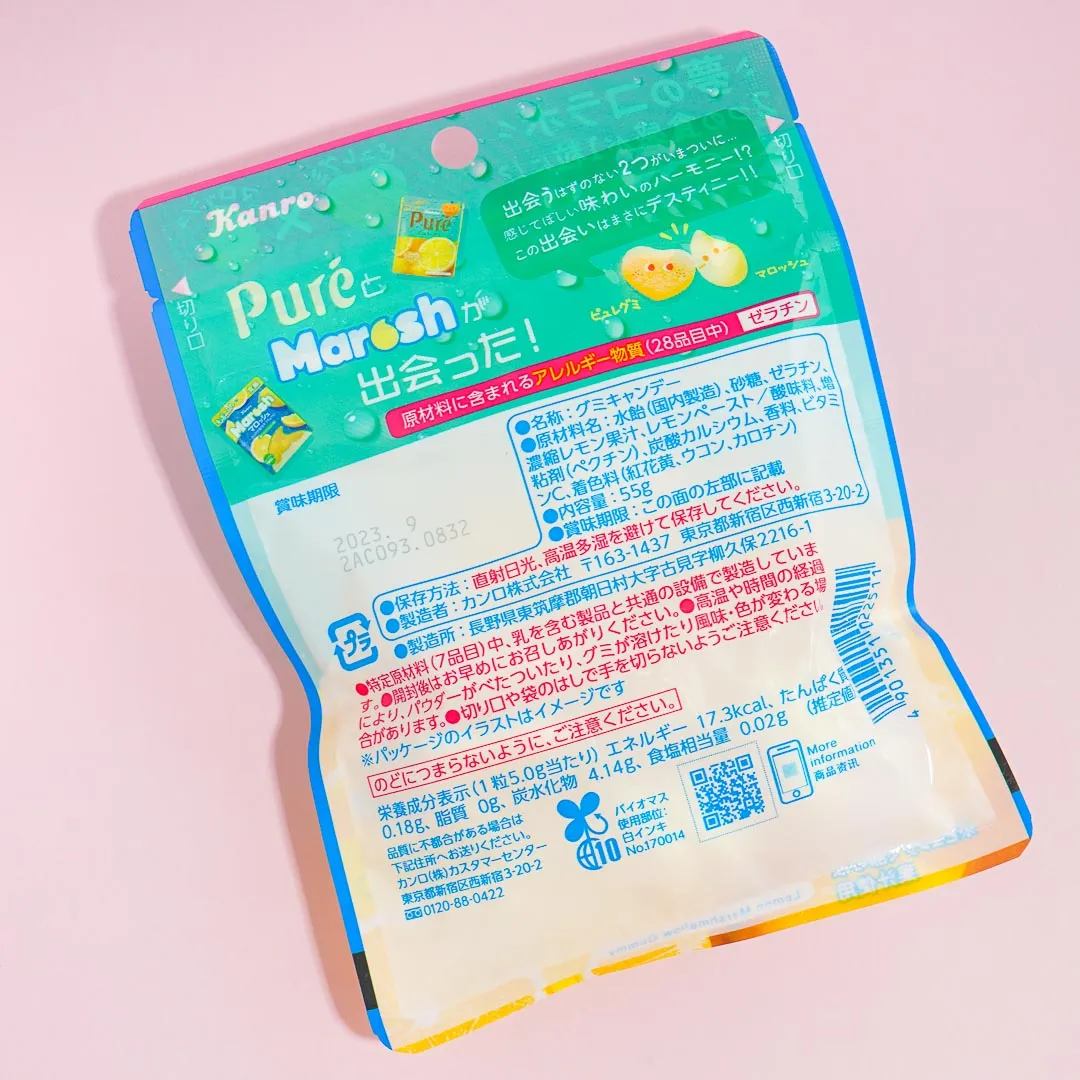 Kanro
Puré
Puréと
Maroshが
出会った!
出会うはずのない2つがいまついに…
感じてほしい味わいのハーモニー!?
この出会いはまさにデスティニー!!
ピュレグミ
マロッシュ
切り口
切り口
Marosh
マロッシュ
原材料に含まれるアレルギー物質(28品目中) ゼラチン
賞味期限
2023. 9
2AC093.0832
●名称:グミキャンデー
●原材料名:水飴(国内製造)、砂糖、ゼラチン、
濃縮レモン果汁、レモンペースト/酸味料、増
粘剤(ペクチン)、炭酸カルシウム、香料、ビタミ
ンC、着色料(紅花黄、ウコン、カロチン)
●内容量:55g
●賞味期限:この面の左部に記載
●保存方法:直射日光、高温多湿を避けて保存してください。
●製造者:カンロ株式会社 〒163-1437 東京都新宿区西新宿3-20-2
●製造所:長野県東筑摩郡朝日村大字古見字柳久保2216-1
プラ
●特定原材料(7品目)中、乳を含む製品と共通の設備で製造していま
す。●開封後はお早めにお召しあがりください。●高温や時間の経過
により、パウダーがべたついたり、グミが溶けたり風味・色が変わる場
合があります。●切り口や袋のはしで手を切らないようご注意ください
※パッケージのイラストはイメージです
のどにつまらないように、ご注意ください。
栄養成分表示(1粒5.0g当たり) エネルギー 17.3kcal、たんぱく質
0.18g、脂質 0g、炭水化物 4.14g、食塩相当量 0.02g (推定値
品質に不都合がある場合は
下記住所へお送りください。
カンロ(株)カスタマーセンター
東京都新宿区西新宿3-20-2
0120-88-0422
バイオマス
使用部位:
白インキ
No.170014
10
More
information
商品資訊